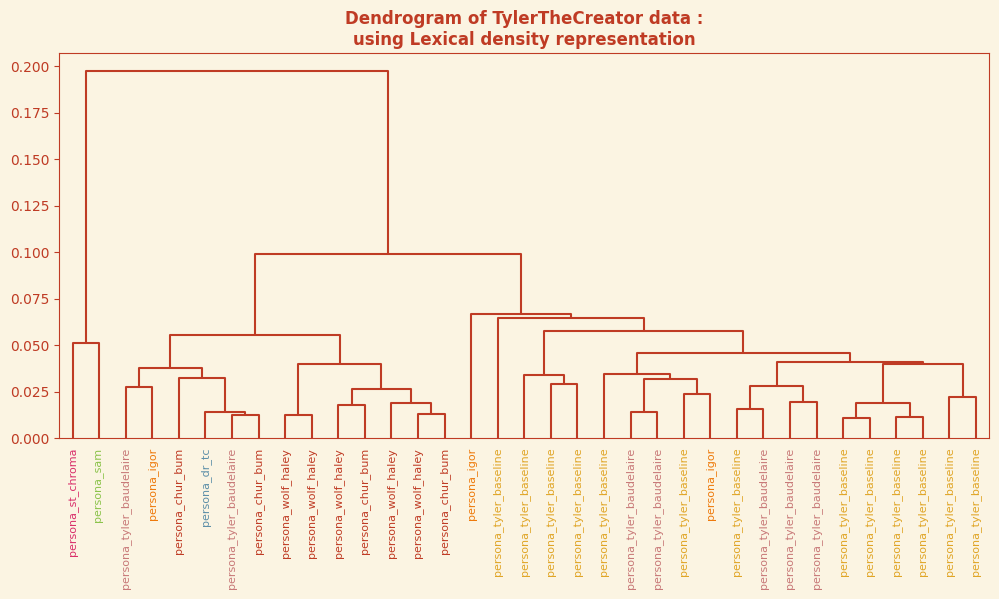 Dendrogram of TylerTheCreator data :
using Lexical density representation
0.200
0.175
0.150
0.125
0.100
0.075
0.050
0.025
0.000
persona_st_chroma
persona_sam
persona_tyler_baudelaire
persona_igor
persona_chur_bum
persona_dr_tc
persona_tyler_baudelaire
persona_chur_bum
persona_wolf_haley
persona_wolf_haley
persona_wolf_haley
persona_chur_bum
persona_wolf_haley
persona_wolf_haley
persona_chur_bum
persona_igor
persona_tyler_baseline
persona_tyler_baseline
persona_tyler_baseline
persona_tyler_baseline
persona_tyler_baseline
persona_tyler_baudelaire
persona_tyler_baudelaire
persona_tyler_baseline
persona_igor
persona_tyler_baseline
persona_tyler_baudelaire
persona_tyler_baudelaire
persona_tyler_baudelaire
persona_tyler_baseline
persona_tyler_baseline
persona_tyler_baseline
persona_tyler_baseline
persona_tyler_baseline
persona_tyler_baseline